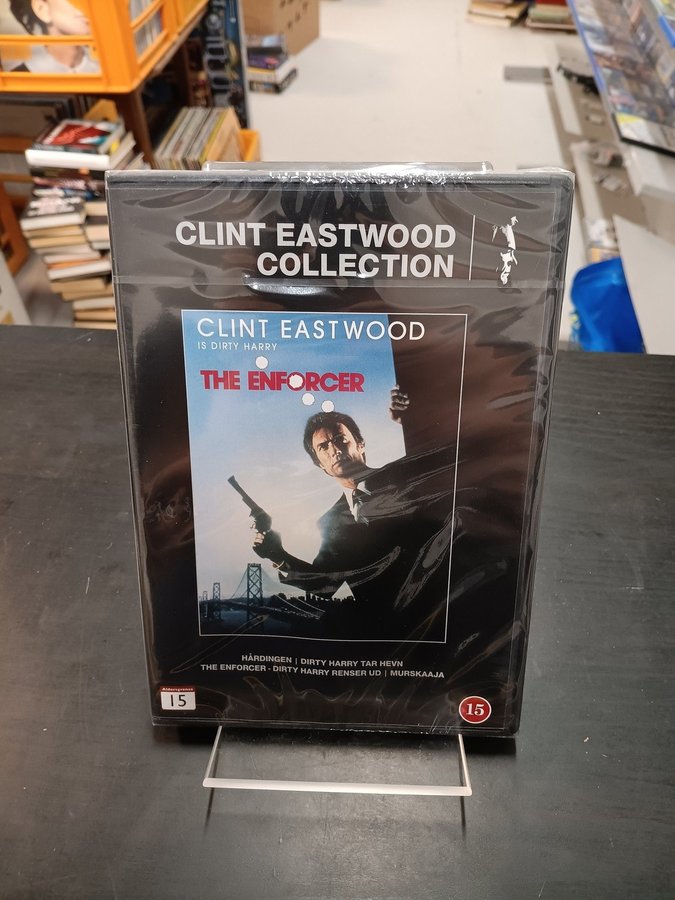 CLINT EASTWOOD
COLLECTION
CLINT EASTWOOD
IS DIRTY HARRY
THE ENFORCER
HÅRDINGEN | DIRTY HARRY TAR HEVN
THE ENFORCER - DIRTY HARRY RENSER UD | MURSKAAJA
Aldersgrense
15
15